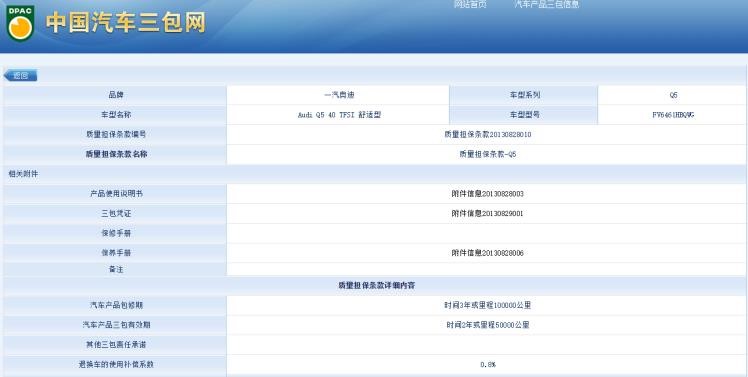 网站首页 汽车产品三包信息
DPAC
中国汽车三包网
返回
品牌 一汽奥迪 车型系列 Q5
车型名称 Audi Q5 40 TFSI 舒适型 车型型号 FV6461HBQWG
质量担保条款编号 质量担保条款20130828010
质量担保条款名称 质量担保条款-Q5
相关附件
产品使用说明书 附件信息20130828003
三包凭证 附件信息20130829001
保修手册
保养手册 附件信息20130828006
备注
质量担保条款详细内容
汽车产品包修期 时间3年或里程100000公里
汽车产品三包有效期 时间2年或里程50000公里
其他三包责任承诺
退换车的使用补偿系数 0.8%